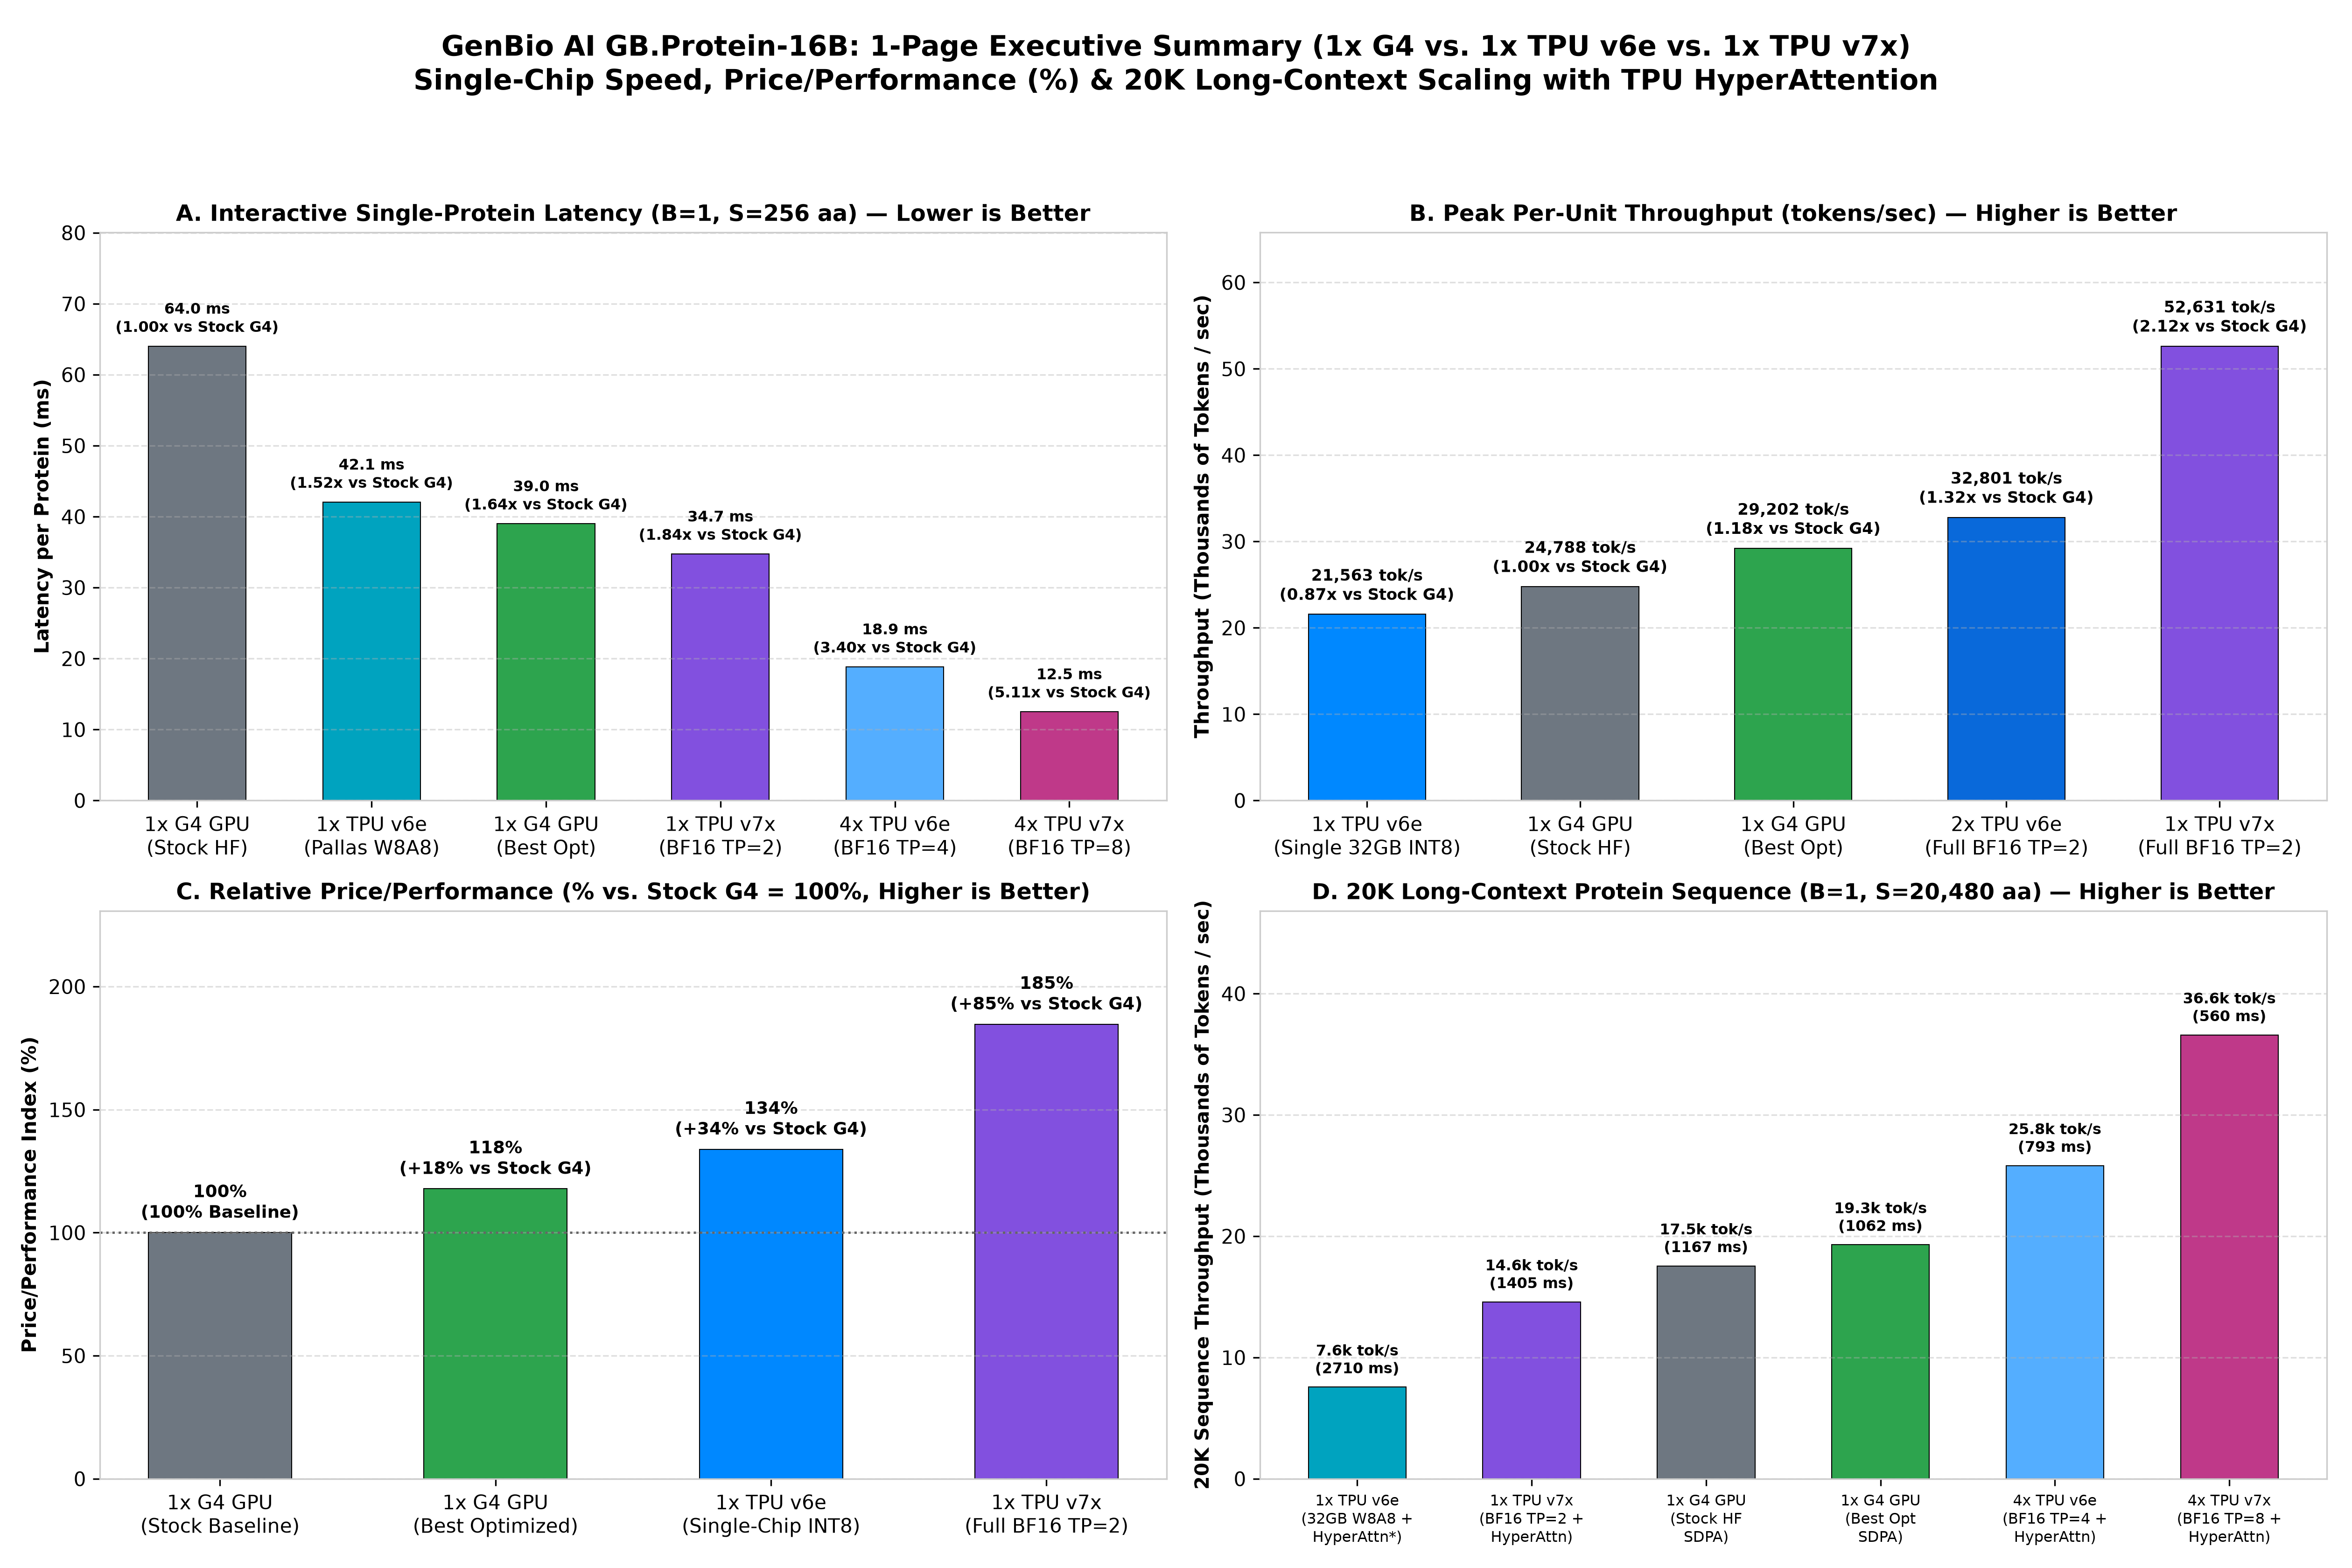 GenBio AI GB.Protein-16B: 1-Page Executive Summary (1x G4 vs. 1x TPU v6e vs. 1x TPU v7x)
Single-Chip Speed, Price/Performance (%) & 20K Long-Context Scaling with TPU HyperAttention
A. Interactive Single-Protein Latency (B=1, S=256 aa) — Lower is Better
Latency per Protein (ms)
80
70
60
50
40
30
20
10
0
64.0 ms
(1.00x vs Stock G4)
42.1 ms
(1.52x vs Stock G4)
39.0 ms
(1.64x vs Stock G4)
34.7 ms
(1.84x vs Stock G4)
18.9 ms
(3.40x vs Stock G4)
12.5 ms
(5.11x vs Stock G4)
1x G4 GPU
(Stock HF)
1x TPU v6e
(Pallas W8A8)
1x G4 GPU
(Best Opt)
1x TPU v7x
(BF16 TP=2)
4x TPU v6e
(BF16 TP=4)
4x TPU v7x
(BF16 TP=8)
B. Peak Per-Unit Throughput (tokens/sec) — Higher is Better
Throughput (Thousands of Tokens / sec)
60
50
40
30
20
10
0
21,563 tok/s
(0.87x vs Stock G4)
24,788 tok/s
(1.00x vs Stock G4)
29,202 tok/s
(1.18x vs Stock G4)
32,801 tok/s
(1.32x vs Stock G4)
52,631 tok/s
(2.12x vs Stock G4)
1x TPU v6e
(Single 32GB INT8)
1x G4 GPU
(Stock HF)
1x G4 GPU
(Best Opt)
2x TPU v6e
(Full BF16 TP=2)
1x TPU v7x
(Full BF16 TP=2)
C. Relative Price/Performance (% vs. Stock G4 = 100%, Higher is Better)
Price/Performance Index (%)
200
150
100
50
0
100%
(100% Baseline)
118%
(+18% vs Stock G4)
134%
(+34% vs Stock G4)
185%
(+85% vs Stock G4)
1x G4 GPU
(Stock Baseline)
1x G4 GPU
(Best Optimized)
1x TPU v6e
(Single-Chip INT8)
1x TPU v7x
(Full BF16 TP=2)
D. 20K Long-Context Protein Sequence (B=1, S=20,480 aa) — Higher is Better
20K Sequence Throughput (Thousands of Tokens / sec)
40
30
20
10
0
7.6k tok/s
(2710 ms)
14.6k tok/s
(1405 ms)
17.5k tok/s
(1167 ms)
19.3k tok/s
(1062 ms)
25.8k tok/s
(793 ms)
36.6k tok/s
(560 ms)
1x TPU v6e
(32GB W8A8 +
HyperAttn*)
1x TPU v7x
(BF16 TP=2 +
HyperAttn)
1x G4 GPU
(Stock HF
SDPA)
1x G4 GPU
(Best Opt
SDPA)
4x TPU v6e
(BF16 TP=4 +
HyperAttn)
4x TPU v7x
(BF16 TP=8 +
HyperAttn)